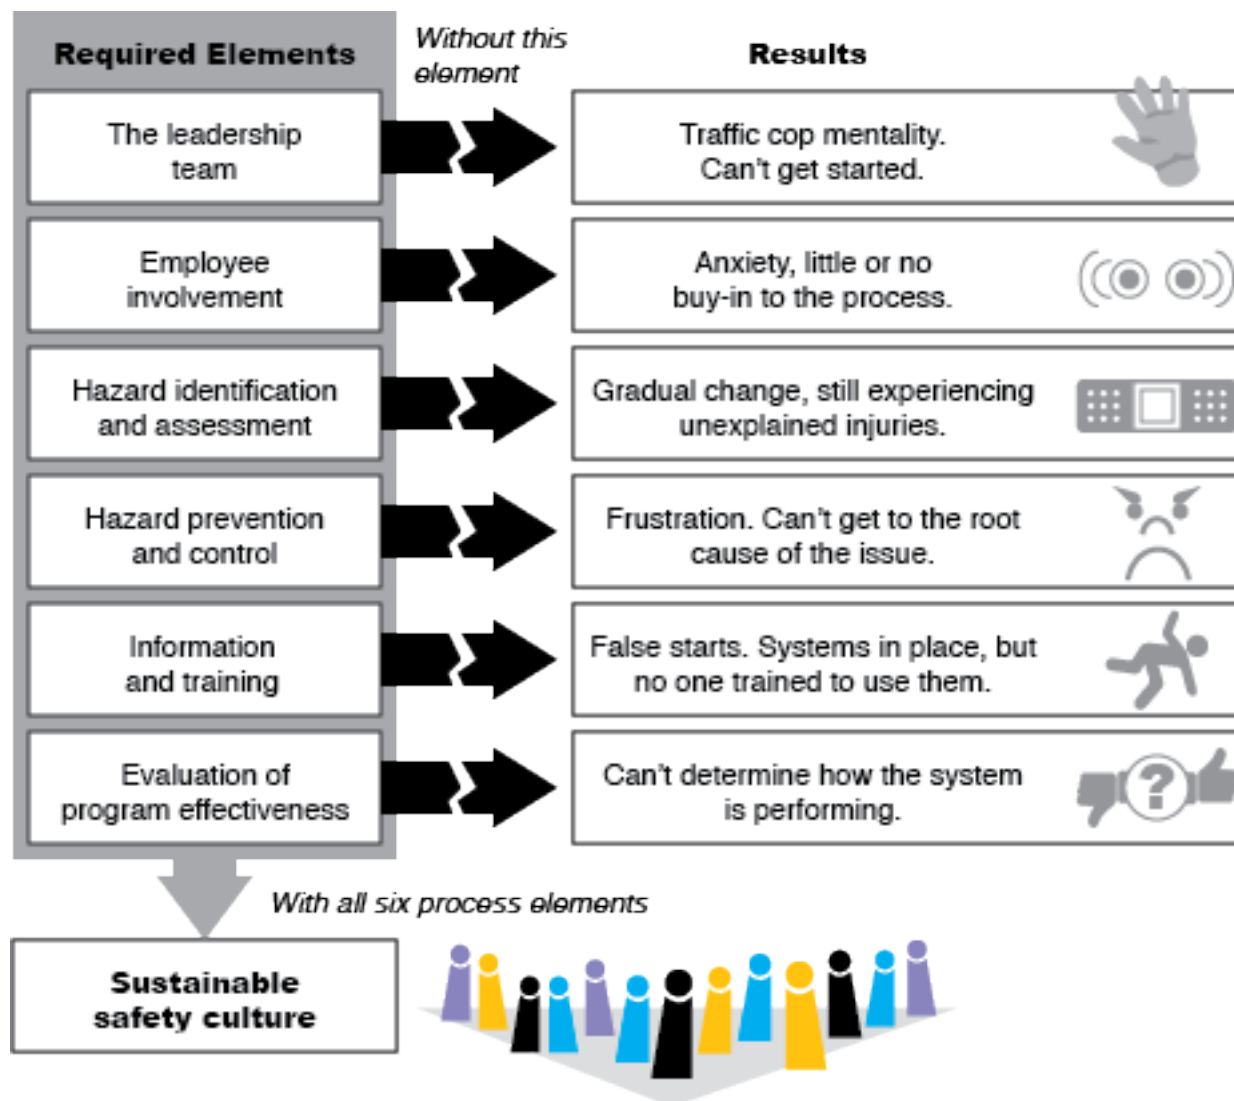 Required Elements
Without this
element
Results
The leadership
team
Traffic cop mentality.
Can't get started.
Employee
involvement
Anxiety, little or no
buy-in to the process.
Hazard identification
and assessment
Gradual change, still experiencing
unexplained injuries.
Hazard prevention
and control
Frustration. Can't get to the root
cause of the issue.
Information
and training
False starts. Systems in place, but
no one trained to use them.
Evaluation of
program effectiveness
Can't determine how the system
is performing.
?
With all six process elements
Sustainable
safety culture